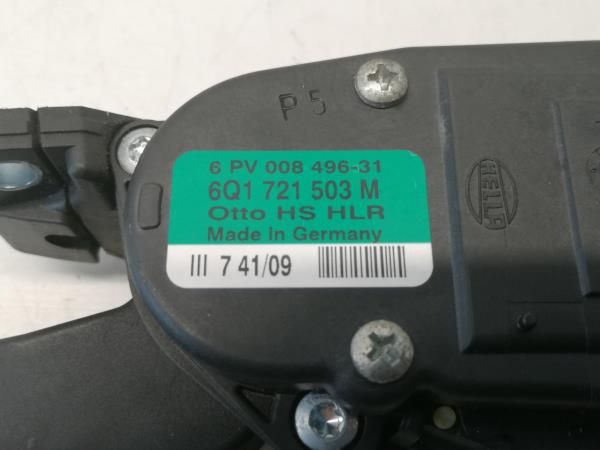 P5
6 PV 008 496-31
6Q1 721 503 M
Otto HS HLR
Made in Germany
III 7 41/09
HELLA